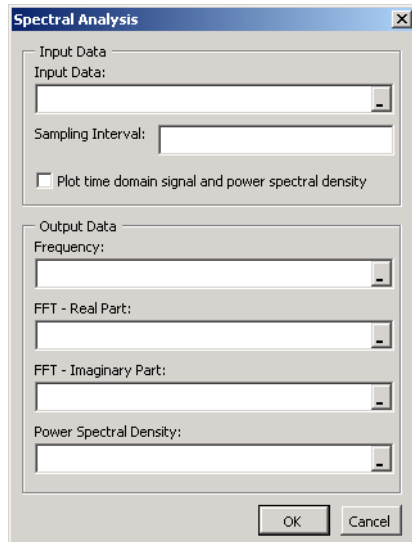 Spectral Analysis
Input Data
Input Data:
Sampling Interval:
Plot time domain signal and power spectral density
Output Data
Frequency:
FFT - Real Part:
FFT - Imaginary Part:
Power Spectral Density:
OK Cancel